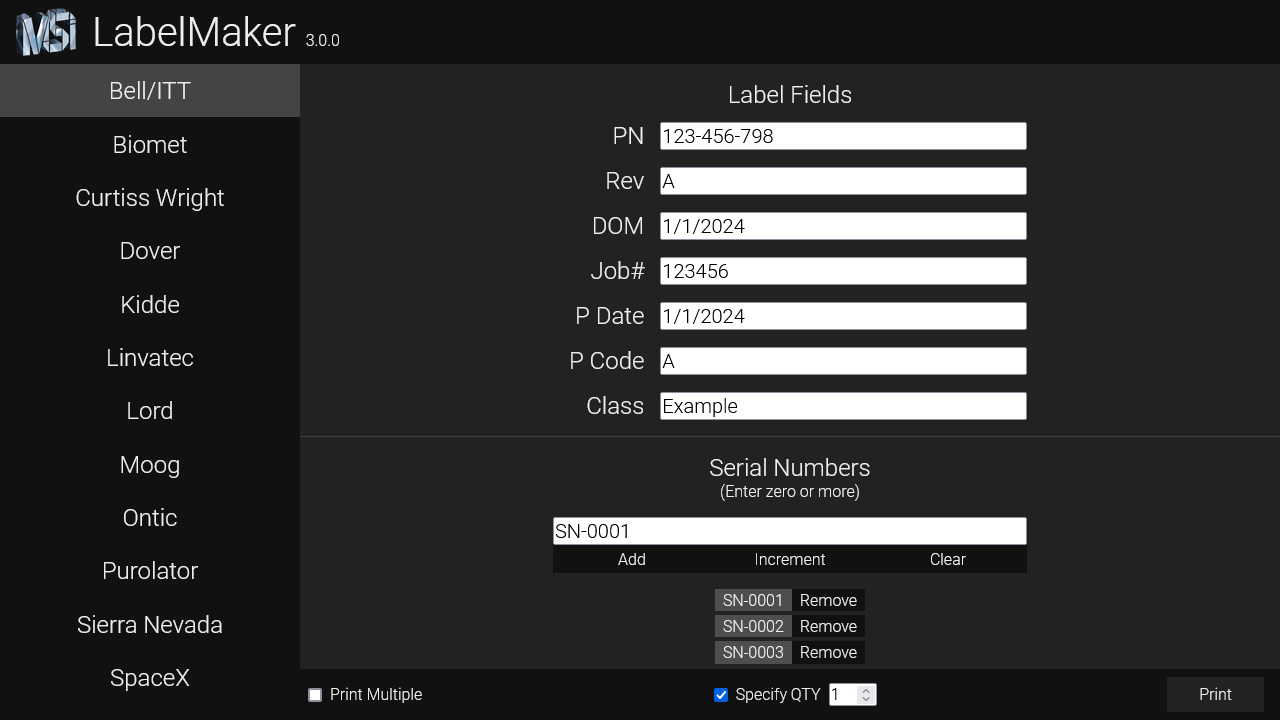 MSI LabelMaker 3.0.0
Bell/ITT
Biomet
Curtiss Wright
Dover
Kidde
Linvatec
Lord
Moog
Ontic
Purolator
Sierra Nevada
SpaceX
Label Fields
PN 123-456-798
Rev A
DOM 1/1/2024
Job# 123456
P Date 1/1/2024
P Code A
Class Example
Serial Numbers
(Enter zero or more)
SN-0001
Add Increment Clear
SN-0001 Remove
SN-0002 Remove
SN-0003 Remove
Print Multiple Specify QTY 1 Print